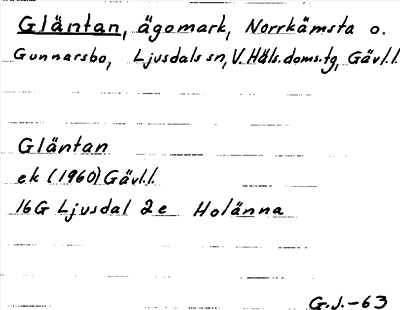 Gläntan, ägomark, Norrkämsta o.
Gunnarsbo, Ljusdals sn, V. Häls. doms. tg, Gävl. l.
Gläntan
ek (1960) Gävl. l.
16G Ljusdal 2e Holänna
G. J. -63